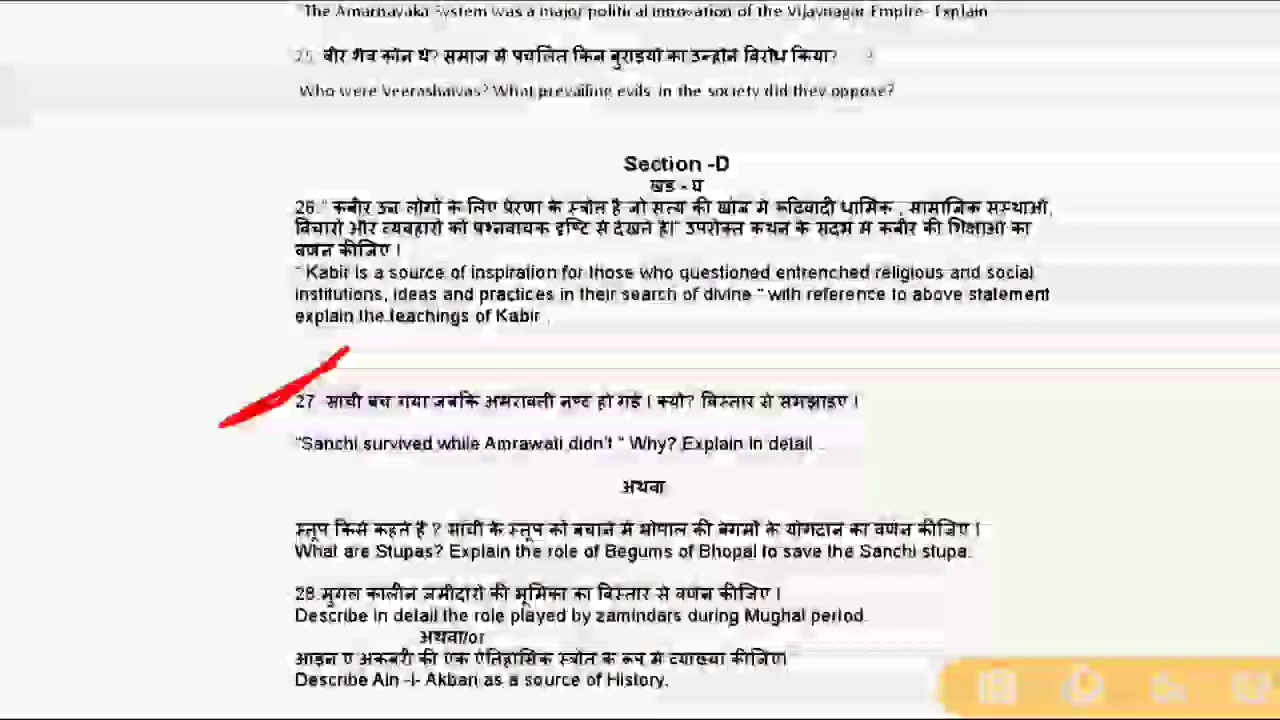 "The Amarnayaka System was a major political innovation of the Vijaynagar Empire- Explain
25. वीर शैव कौन थे? समाज में प्रचलित किन बुराइयों का उन्होंने विरोध किया?
Who were Veerashaivas? What prevailing evils in the society did they oppose?
Section -D
खंड - घ
26." कबीर उन लोगों के लिए प्रेरणा के स्त्रोत है जो सत्य की खोज में रूढिवादी धार्मिक , सामाजिक संस्थाओं,
विचारों और व्यवहारों को प्रश्नवाचक दृष्टि से देखते हैं।" उपरोक्त कथन के संदर्भ में कबीर की शिक्षाओं का
वर्णन कीजिए ।
" Kabir is a source of inspiration for those who questioned entrenched religious and social
institutions, ideas and practices in their search of divine " with reference to above statement
explain the teachings of Kabir .
27. सांची बच गया जबकि अमरावती नष्ट हो गई । क्यों? विस्तार से समझाइए ।
"Sanchi survived while Amrawati didn't " Why? Explain in detail .
अथवा
स्तूप किसे कहते हैं ? सांची के स्तूप को बचाने में भोपाल की बेगमों के योगदान का वर्णन कीजिए ।
What are Stupas? Explain the role of Begums of Bhopal to save the Sanchi stupa.
28.मुगल कालीन जमींदारों की भूमिका का विस्तार से वर्णन कीजिए ।
Describe in detail the role played by zamindars during Mughal period.
अथवा/or
आइन ए अकबरी की एक ऐतिहासिक स्त्रोत के रूप में व्याख्या कीजिए।
Describe Ain -i- Akbari as a source of History.